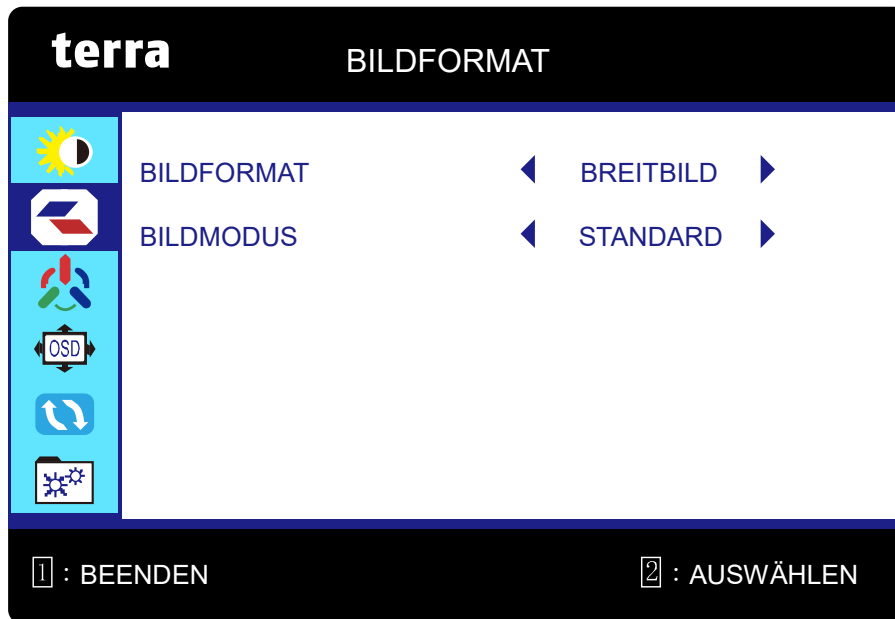 terra
BILDFORMAT
BILDFORMAT BREITBILD
BILDMODUS STANDARD
OSD
1 : BEENDEN
2 : AUSWÄHLEN